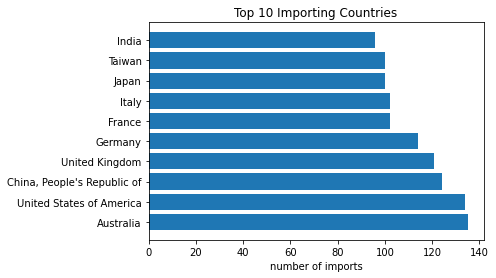 Top 10 Importing Countries
India
Taiwan
Japan
Italy
France
Germany
United Kingdom
China, People's Republic of
United States of America
Australia
0 20 40 60 80 100 120 140
number of imports